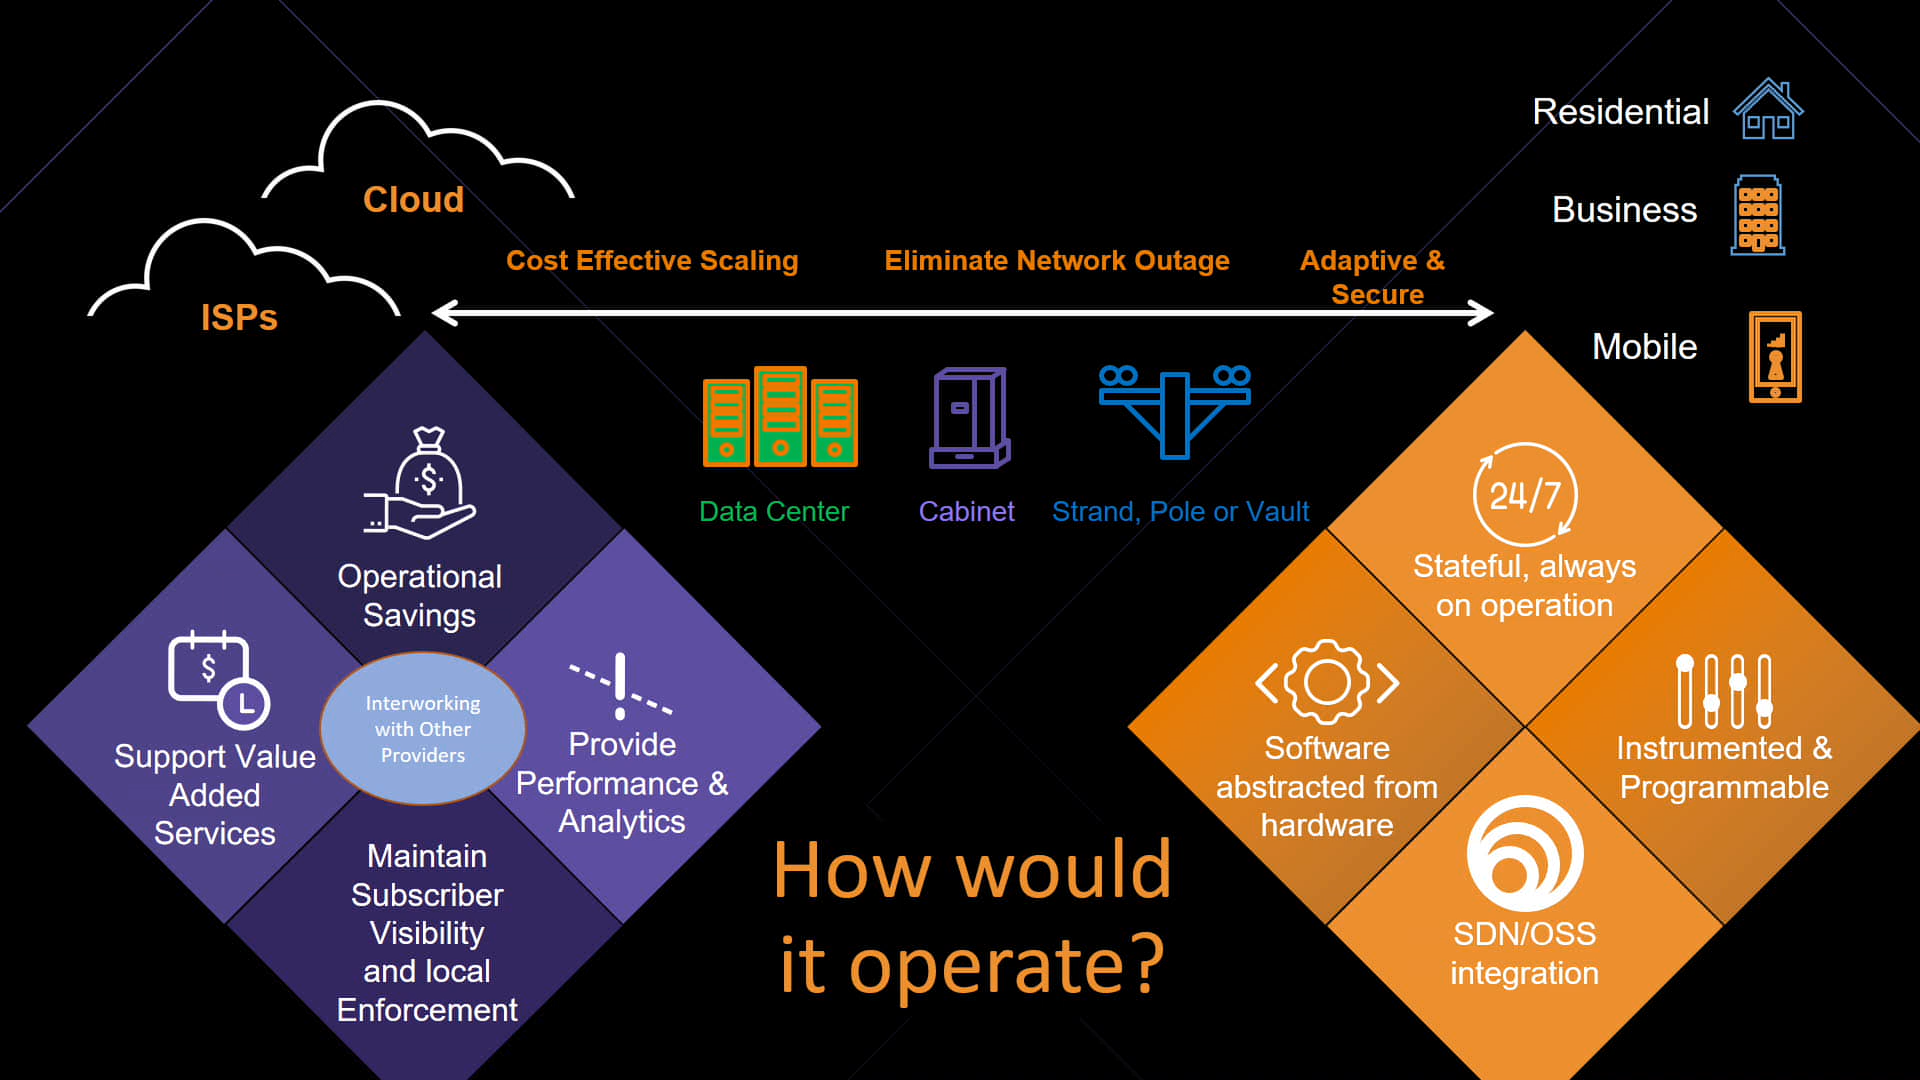 Cloud
ISPs
Cost Effective Scaling
Eliminate Network Outage
Adaptive &
Secure
Residential
Business
Mobile
Data Center
Cabinet
Strand, Pole or Vault
$
Operational
Savings
$
Support Value
Added
Services
Interworking
with Other
Providers
Provide
Performance &
Analytics
Maintain
Subscriber
Visibility
and local
Enforcement
How would
it operate?
24/7
Stateful, always
on operation
Software
abstracted from
hardware
Instrumented &
Programmable
SDN/OSS
integration